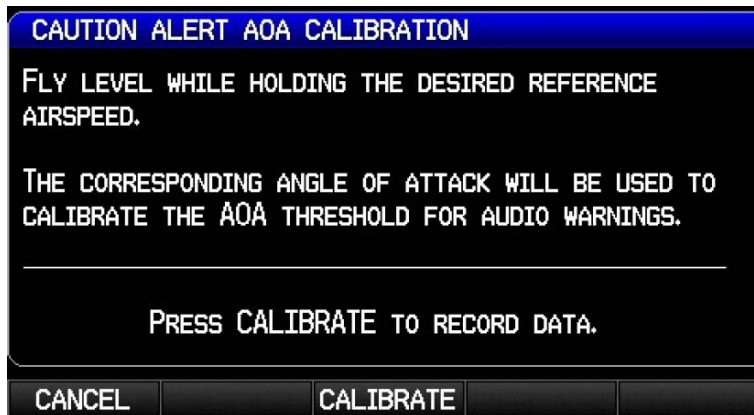 CAUTION ALERT AOA CALIBRATION
FLY LEVEL WHILE HOLDING THE DESIRED REFERENCE
AIRSPEED.
THE CORRESPONDING ANGLE OF ATTACK WILL BE USED TO
CALIBRATE THE AOA THRESHOLD FOR AUDIO WARNINGS.
PRESS CALIBRATE TO RECORD DATA.
CANCEL CALIBRATE